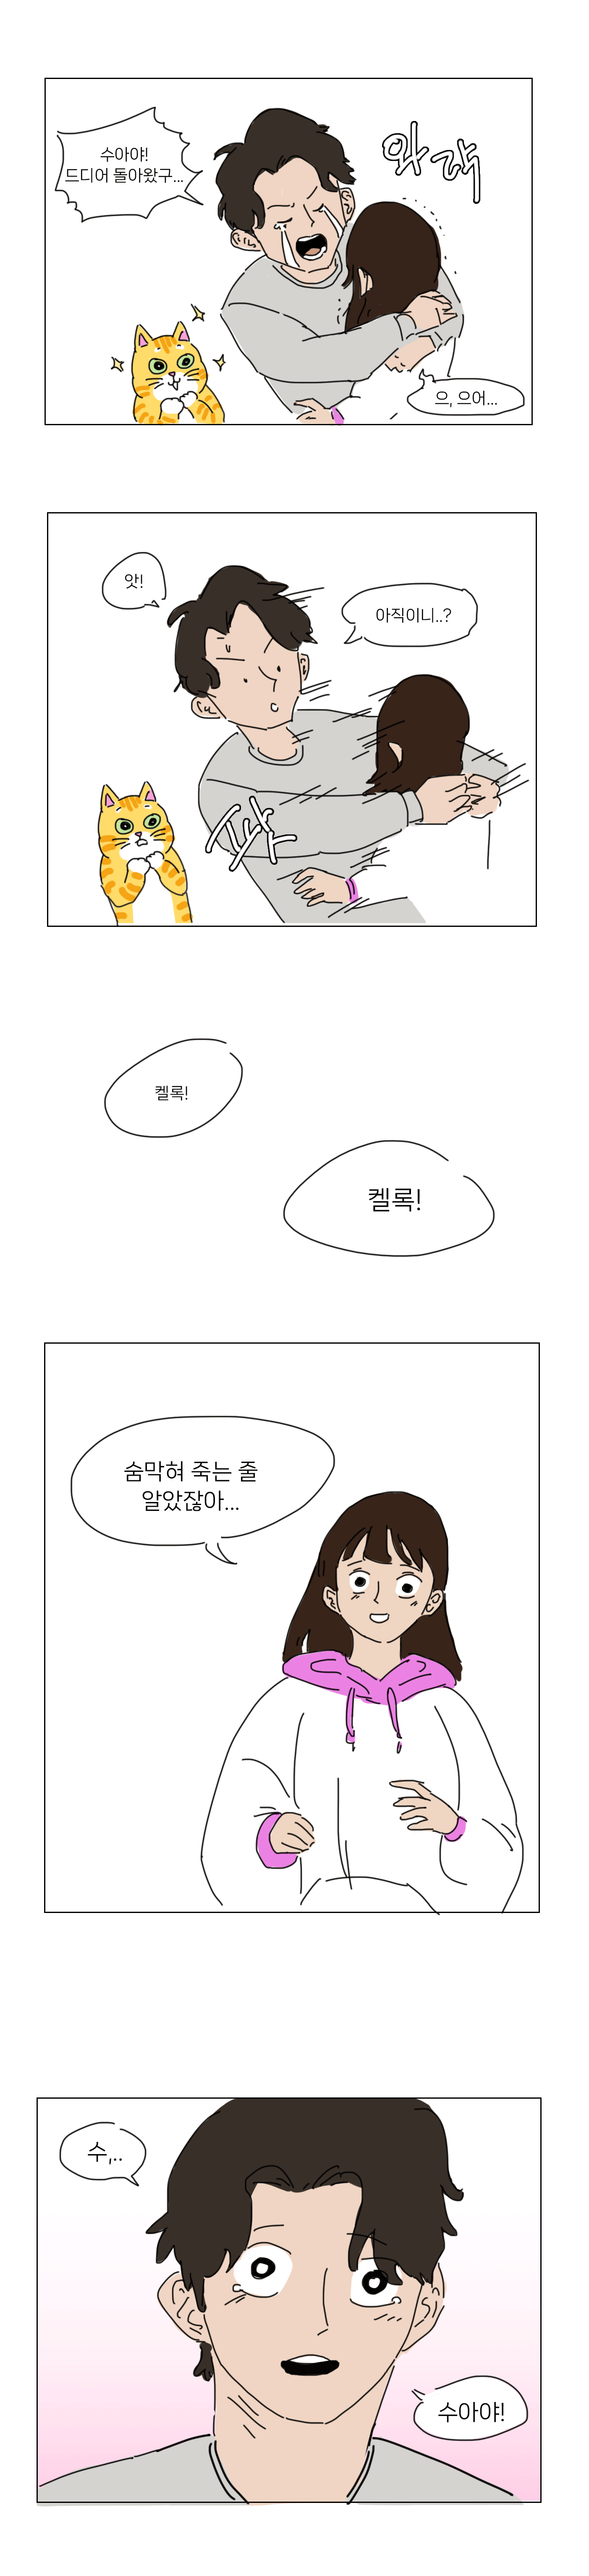 수아야!
드디어 돌아왔구...
와락
으, 으어...
앗!
아직이니..?
켈록!
켈록!
숨막혀 죽는 줄
알았잖아...
수,..
수아야!